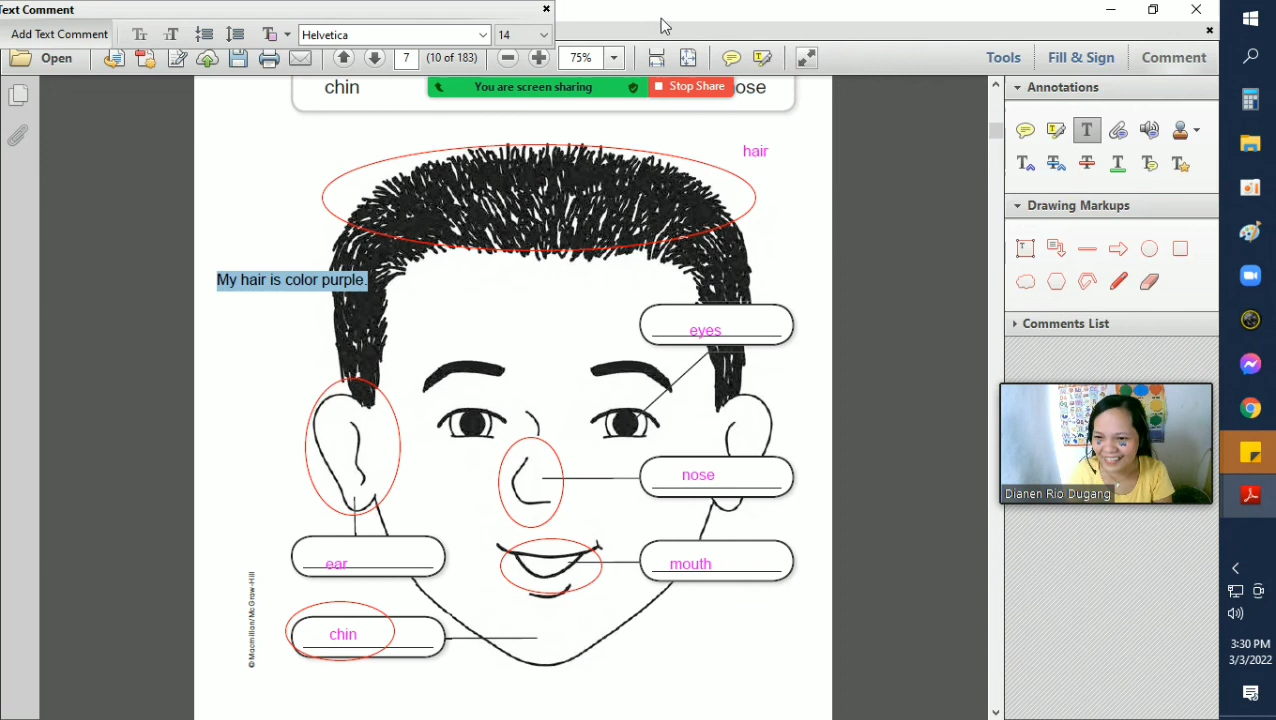 Text Comment
Add Text Comment
T
Helvetica
14
Open
7
(10 of 183)
75%
Tools
Fill & Sign
Comment
You are screen sharing
Stop Share
chin
ose
Annotations
T
Drawing Markups
Comments List
hair
My hair is color purple.
eyes
nose
ear
mouth
chin
© Macmillan/McGraw-Hill
Dianen Rio Dugang
3:30 PM
3/3/2022